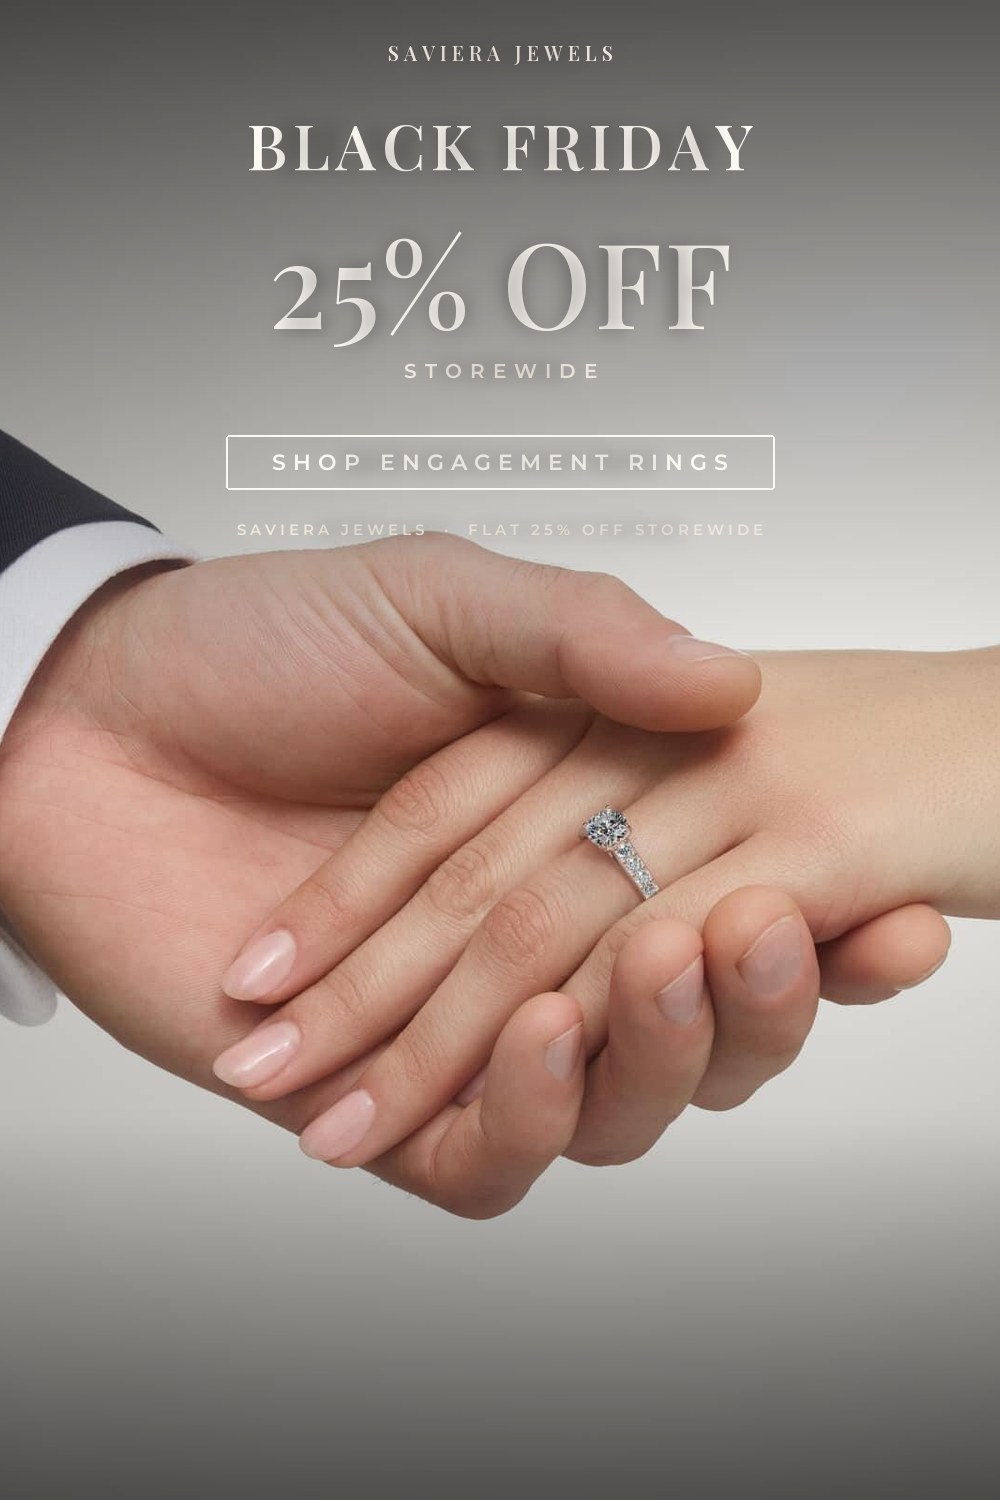 SAVIERA JEWELS
BLACK FRIDAY
25% OFF
STOREWIDE
SHOP ENGAGEMENT RINGS
SAVIERA JEWELS · FLAT 25% OFF STOREWIDE